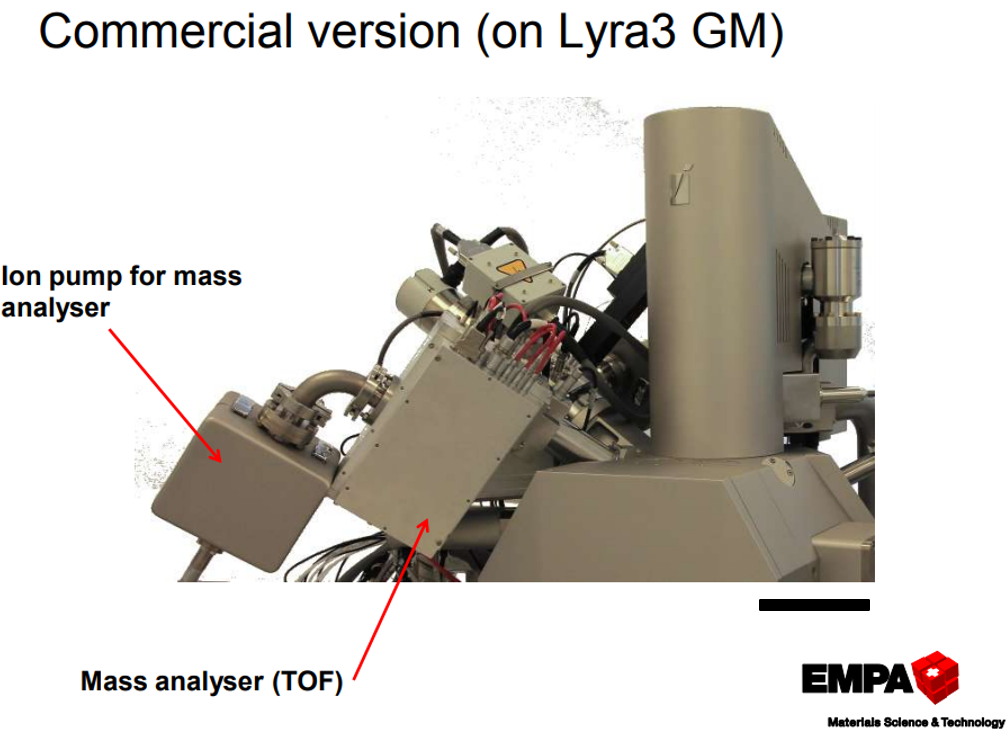 Commercial version (on Lyra3 GM)
Ion pump for mass
analyser
Mass analyser (TOF)
EMPA
Materials Science & Technology